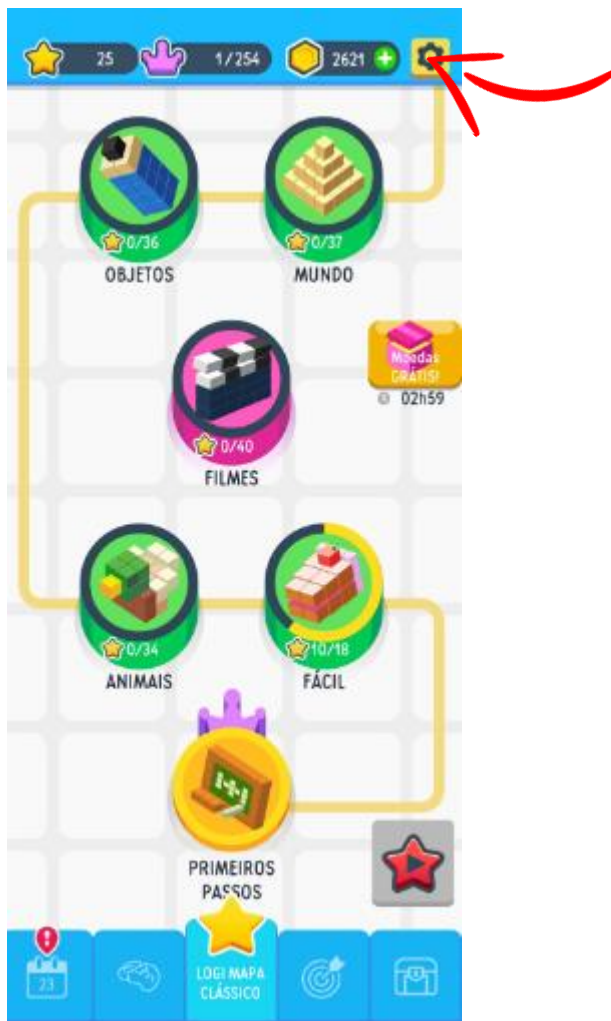 25
1/254
2621
0/36
OBJETOS
0/37
MUNDO
Moedas
GRÁTIS!
02h59
0/40
FILMES
0/34
ANIMAIS
10/18
FÁCIL
PRIMEIROS
PASSOS
23
LOGI MAPA
CLÁSSICO